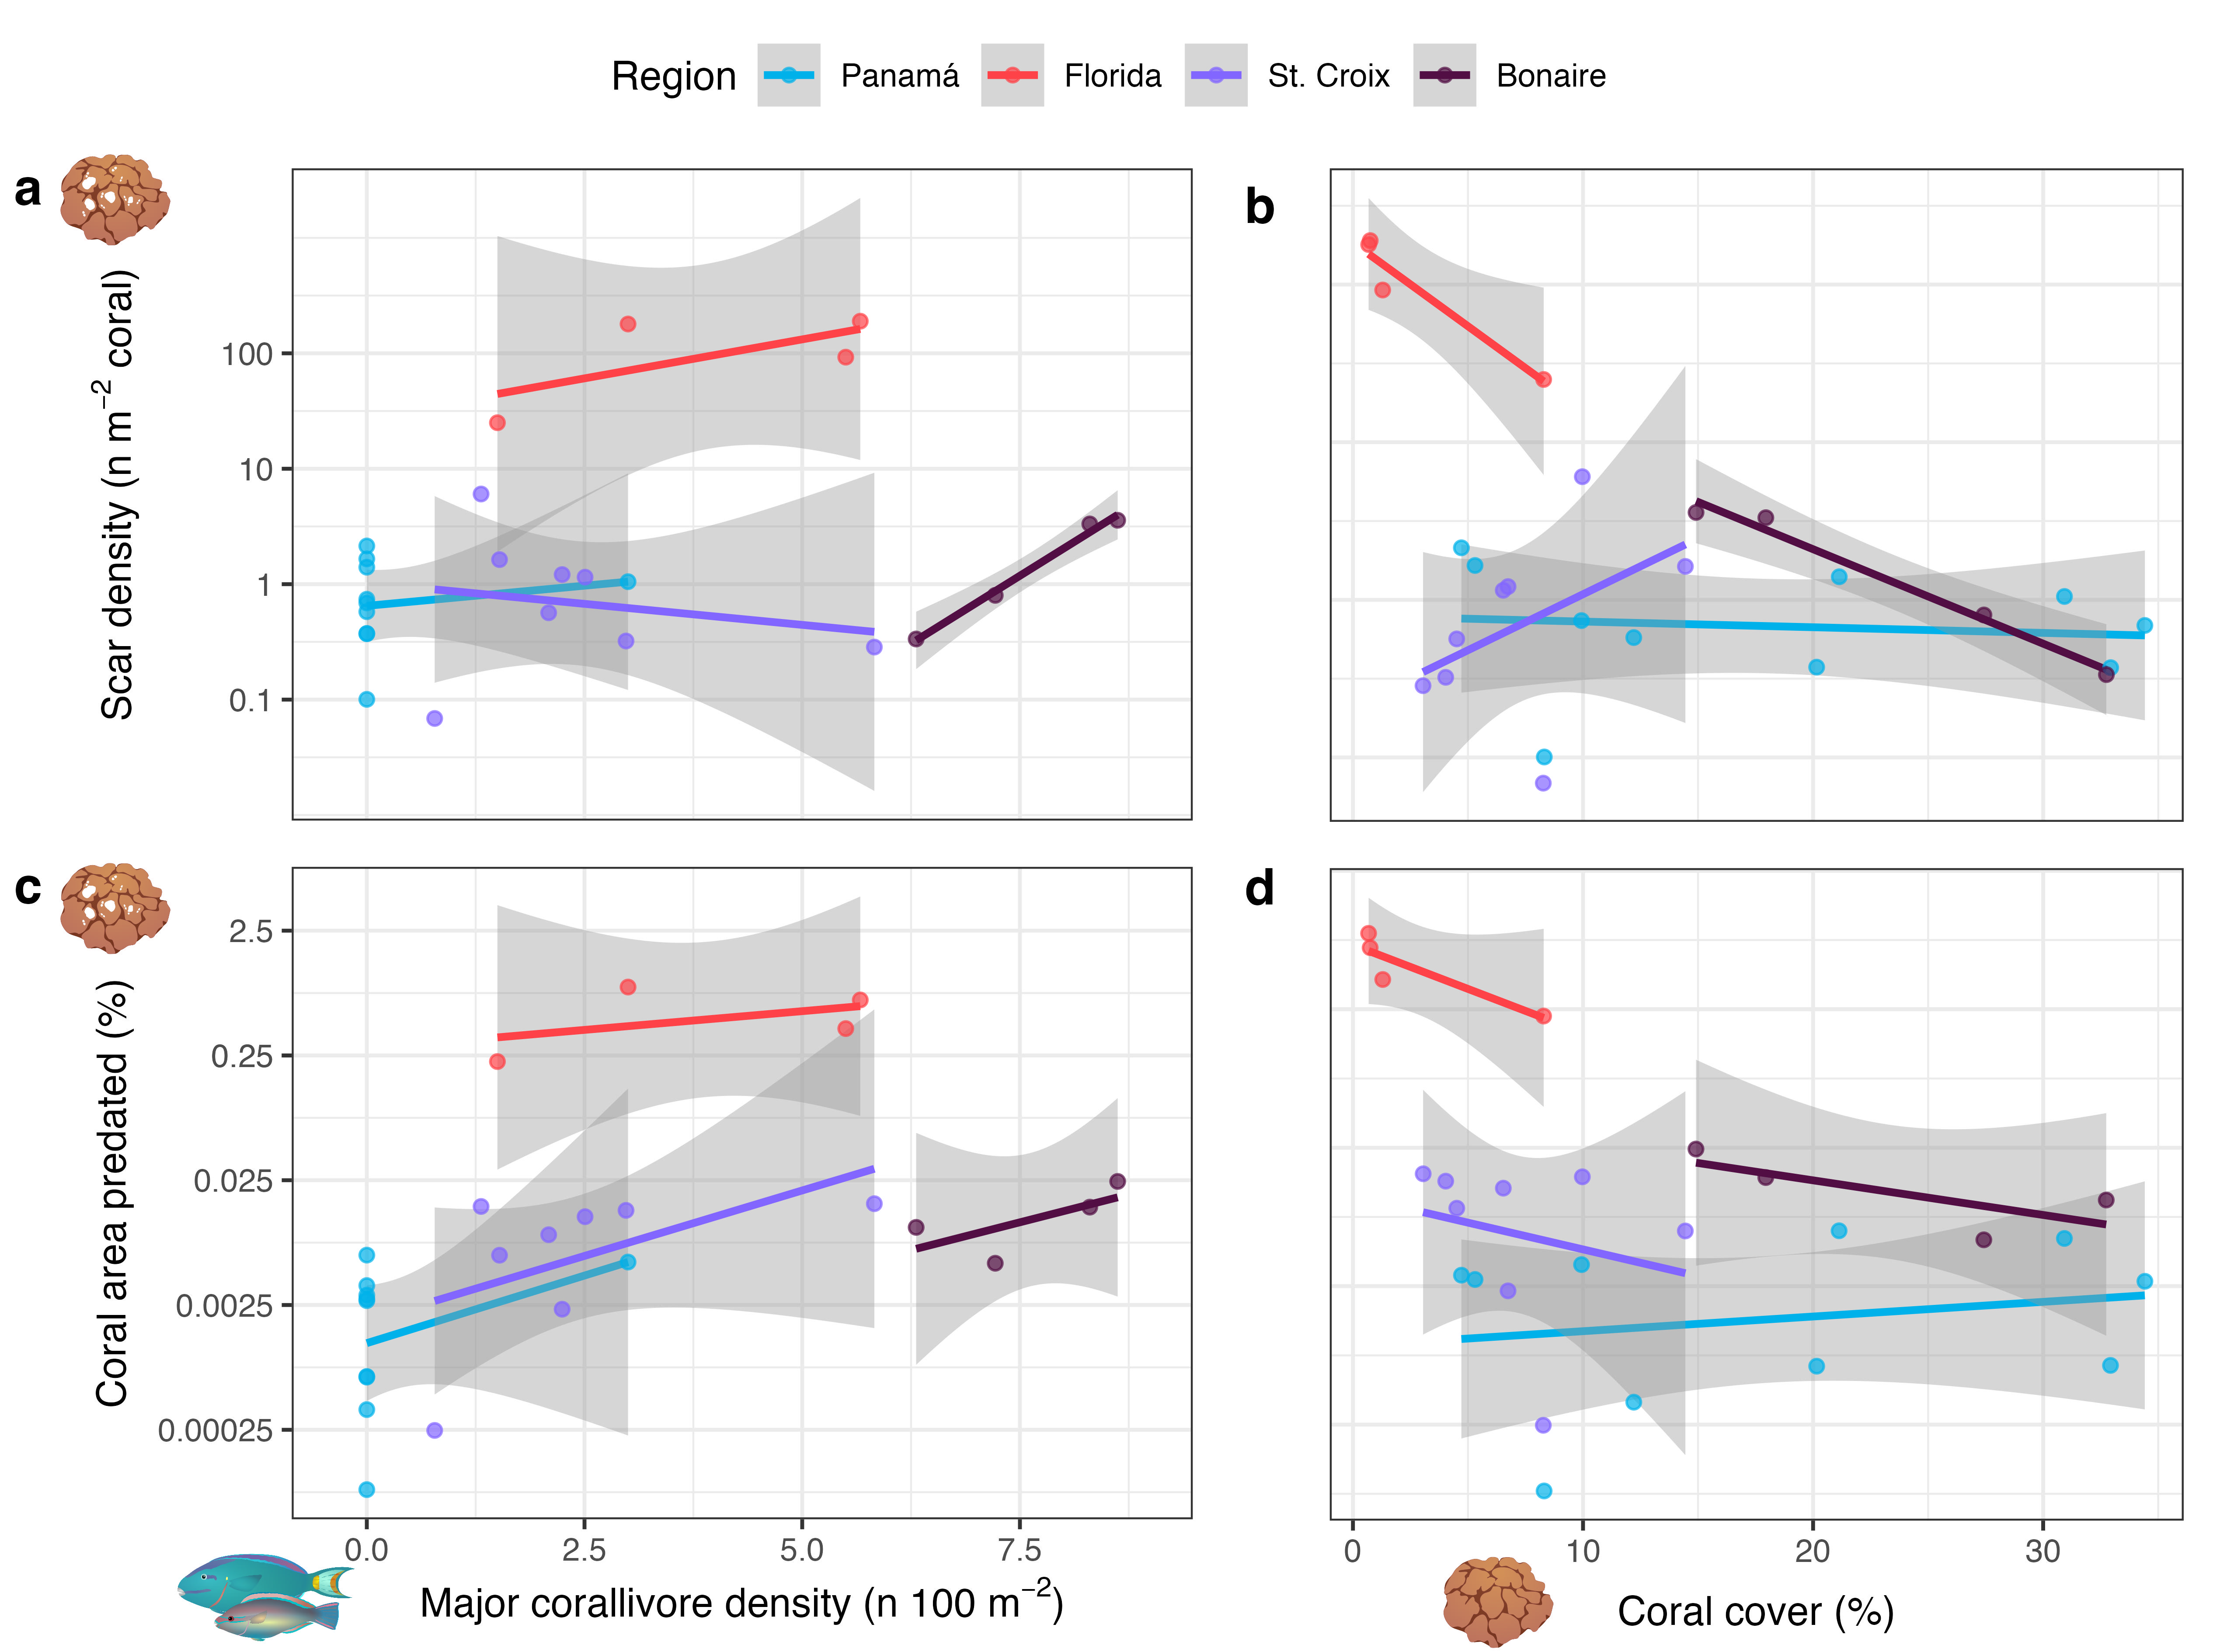 Region Panamá Florida St. Croix Bonaire
a
b
Scar density (n m⁻² coral)
100
10
1
0.1
c
d
Coral area predated (%)
2.5
0.25
0.025
0.0025
0.00025
0.0 2.5 5.0 7.5
0 10 20 30
Major corallivore density (n 100 m⁻²)
Coral cover (%)